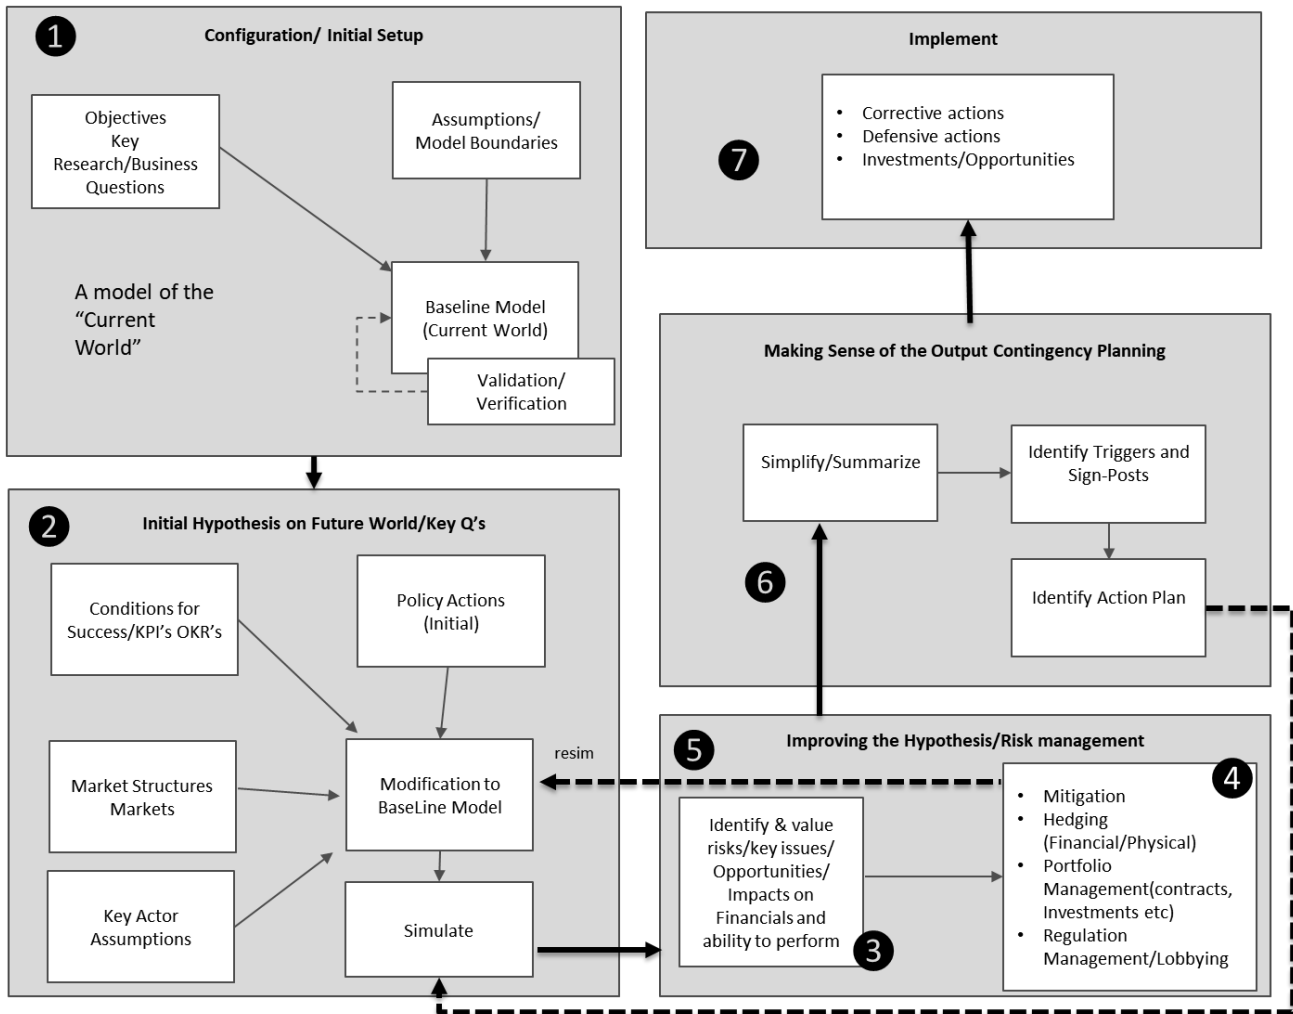 1
Configuration/ Initial Setup
Objectives
Key
Research/Business
Questions
Assumptions/
Model Boundaries
A model of the
“Current
World”
Baseline Model
(Current World)
Validation/
Verification
2
Initial Hypothesis on Future World/Key Q’s
Conditions for
Success/KPI’s OKR’s
Policy Actions
(Initial)
Market Structures
Markets
Modification to
BaseLine Model
Key Actor
Assumptions
Simulate
resim
5
Improving the Hypothesis/Risk management
Identify & value
risks/key issues/
Opportunities/
Impacts on
Financials and
ability to perform
3
4
• Mitigation
• Hedging
(Financial/Physical)
• Portfolio
Management(contracts,
Investments etc)
• Regulation
Management/Lobbying
Making Sense of the Output Contingency Planning
Simplify/Summarize
Identify Triggers and
Sign-Posts
6
Identify Action Plan
Implement
7
• Corrective actions
• Defensive actions
• Investments/Opportunities